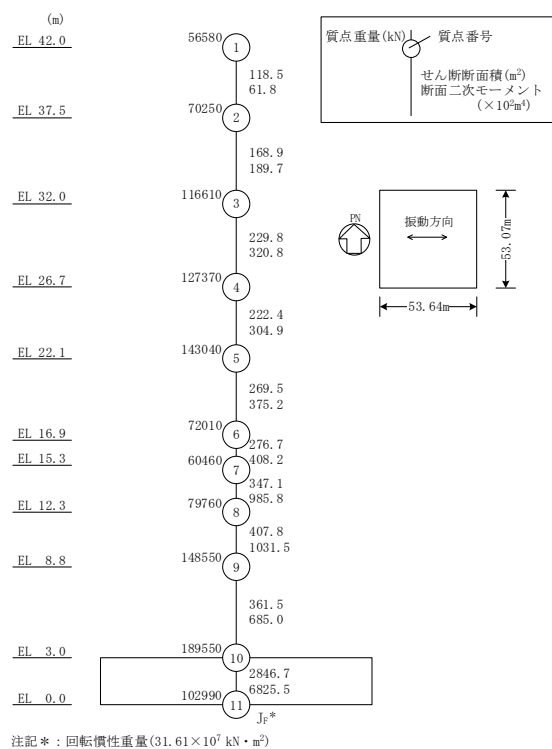 (m)
EL 42.0
56580
1
118.5
61.8
EL 37.5
70250
2
168.9
189.7
EL 32.0
116610
3
229.8
320.8
EL 26.7
127370
4
222.4
304.9
EL 22.1
143040
5
269.5
375.2
EL 16.9
72010
6
276.7
408.2
EL 15.3
60460
7
347.1
985.8
EL 12.3
79760
8
407.8
1031.5
EL 8.8
148550
9
361.5
685.0
EL 3.0
189550
10
2846.7
6825.5
EL 0.0
102990
11
J_F*
質点重量(kN)
質点番号
せん断断面積(m²)
断面二次モーメント
(×10²m⁴)
PN
振動方向
53.07m
53.64m
注記*:回転慣性重量(31.61×10⁷ kN・m²)